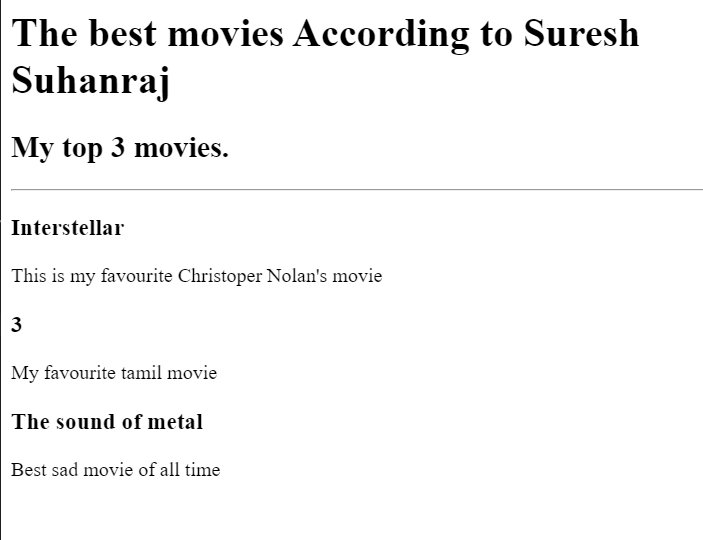 The best movies According to Suresh
Suhanraj
My top 3 movies.
Interstellar
This is my favourite Christoper Nolan's movie
3
My favourite tamil movie
The sound of metal
Best sad movie of all time